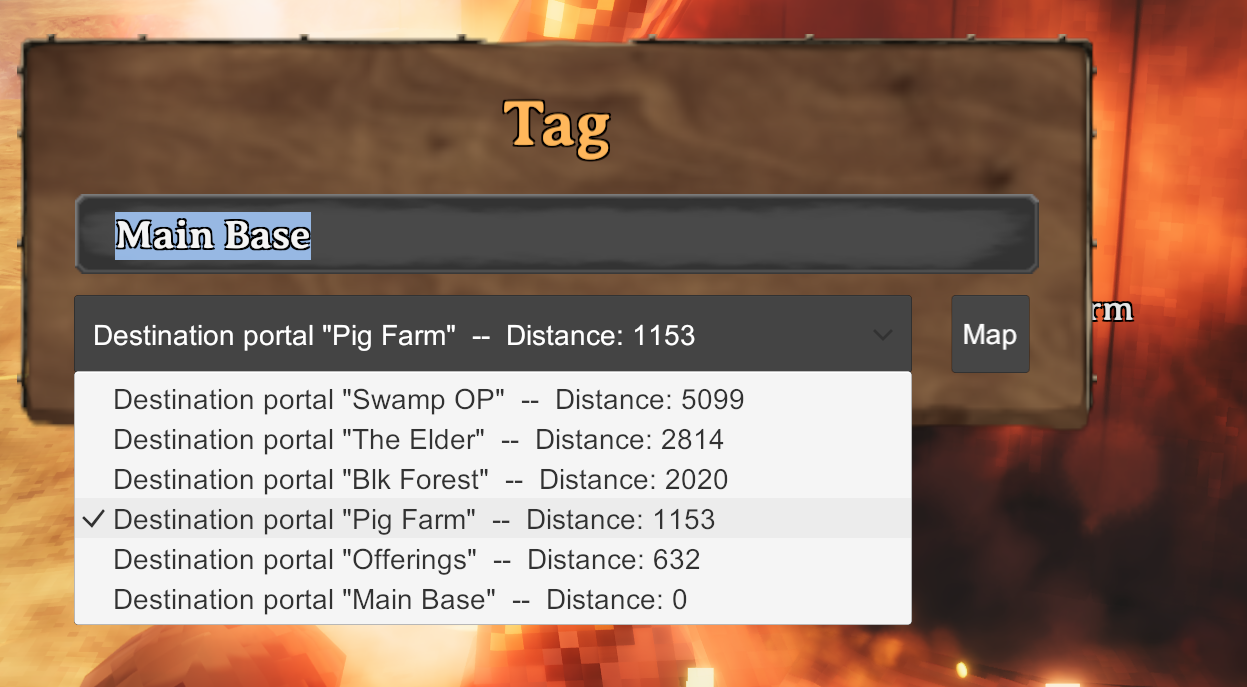 Tag
Main Base
Destination portal "Pig Farm" -- Distance: 1153
Map
rm
Destination portal "Swamp OP" -- Distance: 5099
Destination portal "The Elder" -- Distance: 2814
Destination portal "Blk Forest" -- Distance: 2020
Destination portal "Pig Farm" -- Distance: 1153
Destination portal "Offerings" -- Distance: 632
Destination portal "Main Base" -- Distance: 0